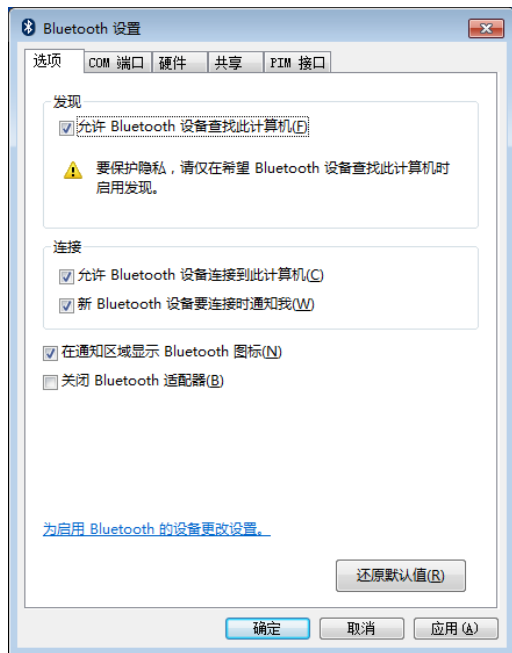 Bluetooth 设置
选项
COM 端口
硬件
共享
PIM 接口
发现
允许 Bluetooth 设备查找此计算机(F)
要保护隐私，请仅在希望 Bluetooth 设备查找此计算机时
启用发现。
连接
允许 Bluetooth 设备连接到此计算机(C)
新 Bluetooth 设备要连接时通知我(W)
在通知区域显示 Bluetooth 图标(N)
关闭 Bluetooth 适配器(B)
为启用 Bluetooth 的设备更改设置。
还原默认值(R)
确定
取消
应用(A)